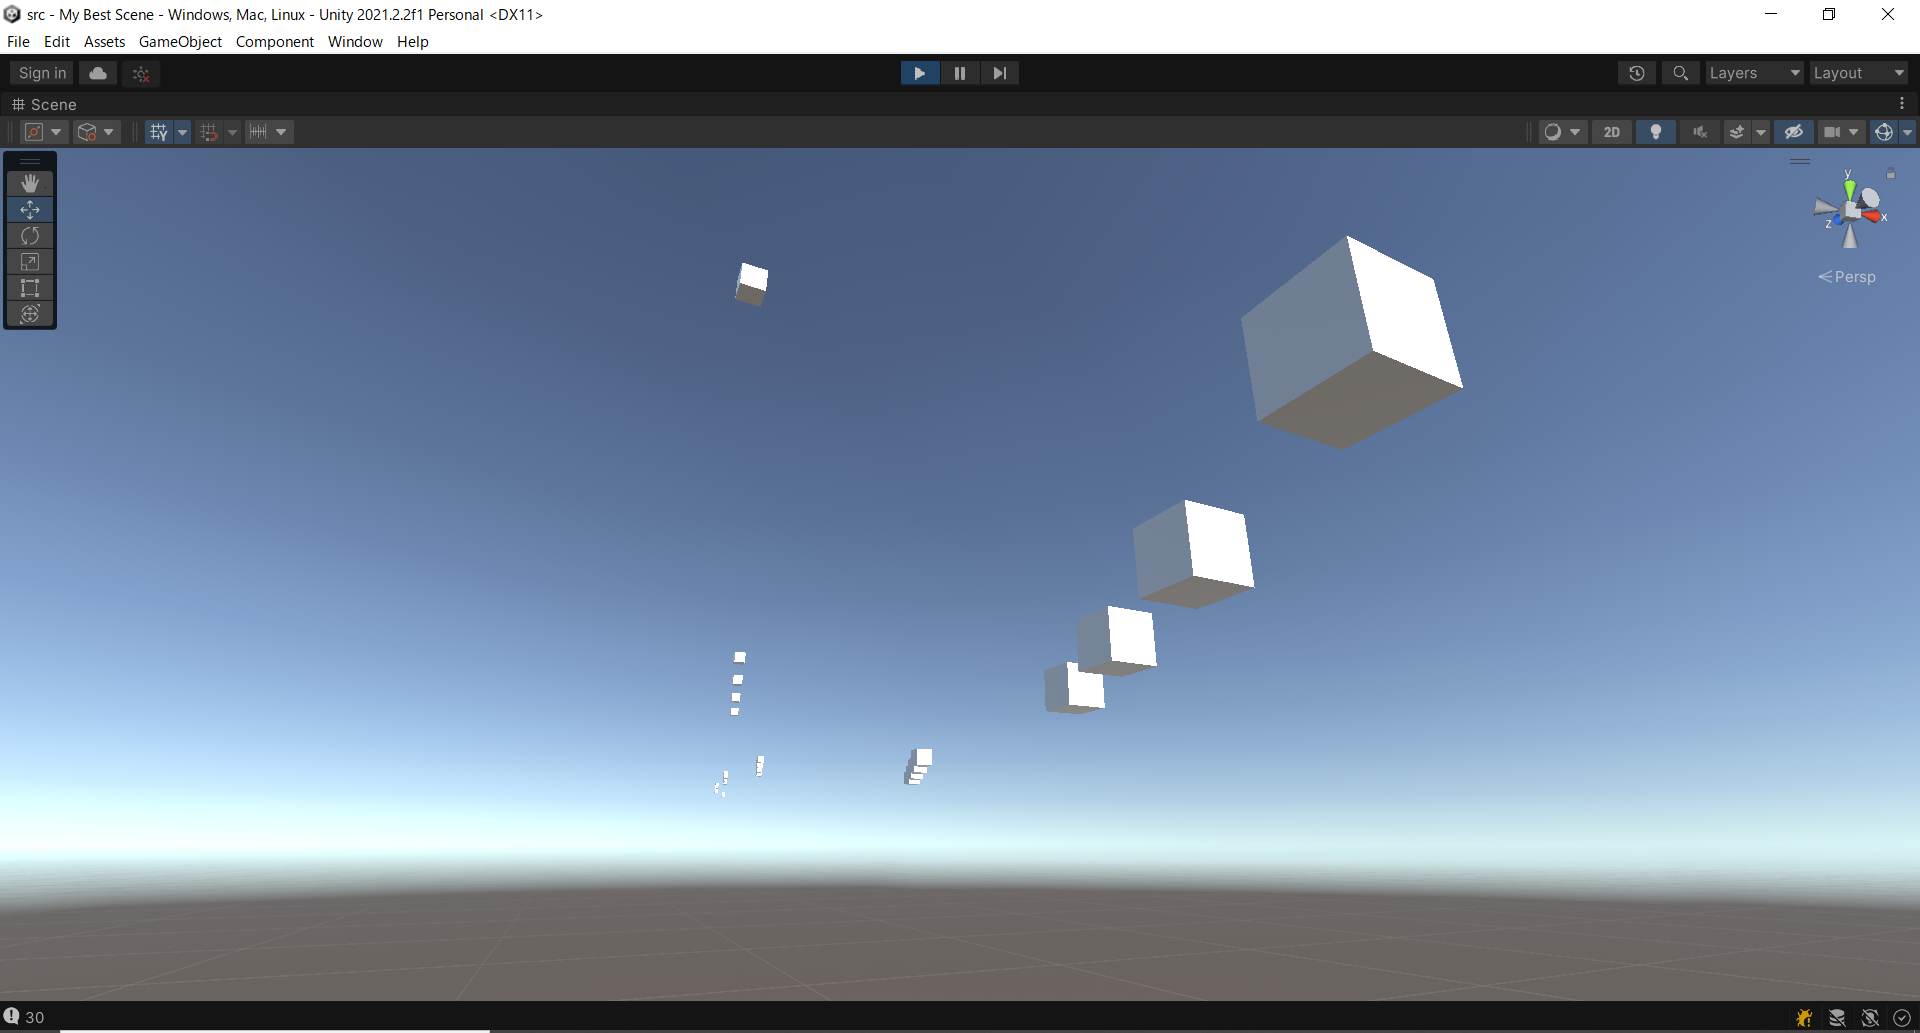 src - My Best Scene - Windows, Mac, Linux - Unity 2021.2.2f1 Personal <DX11>
File Edit Assets GameObject Component Window Help
Sign in Layers Layout
Scene
2D
y
x
z
Persp
30